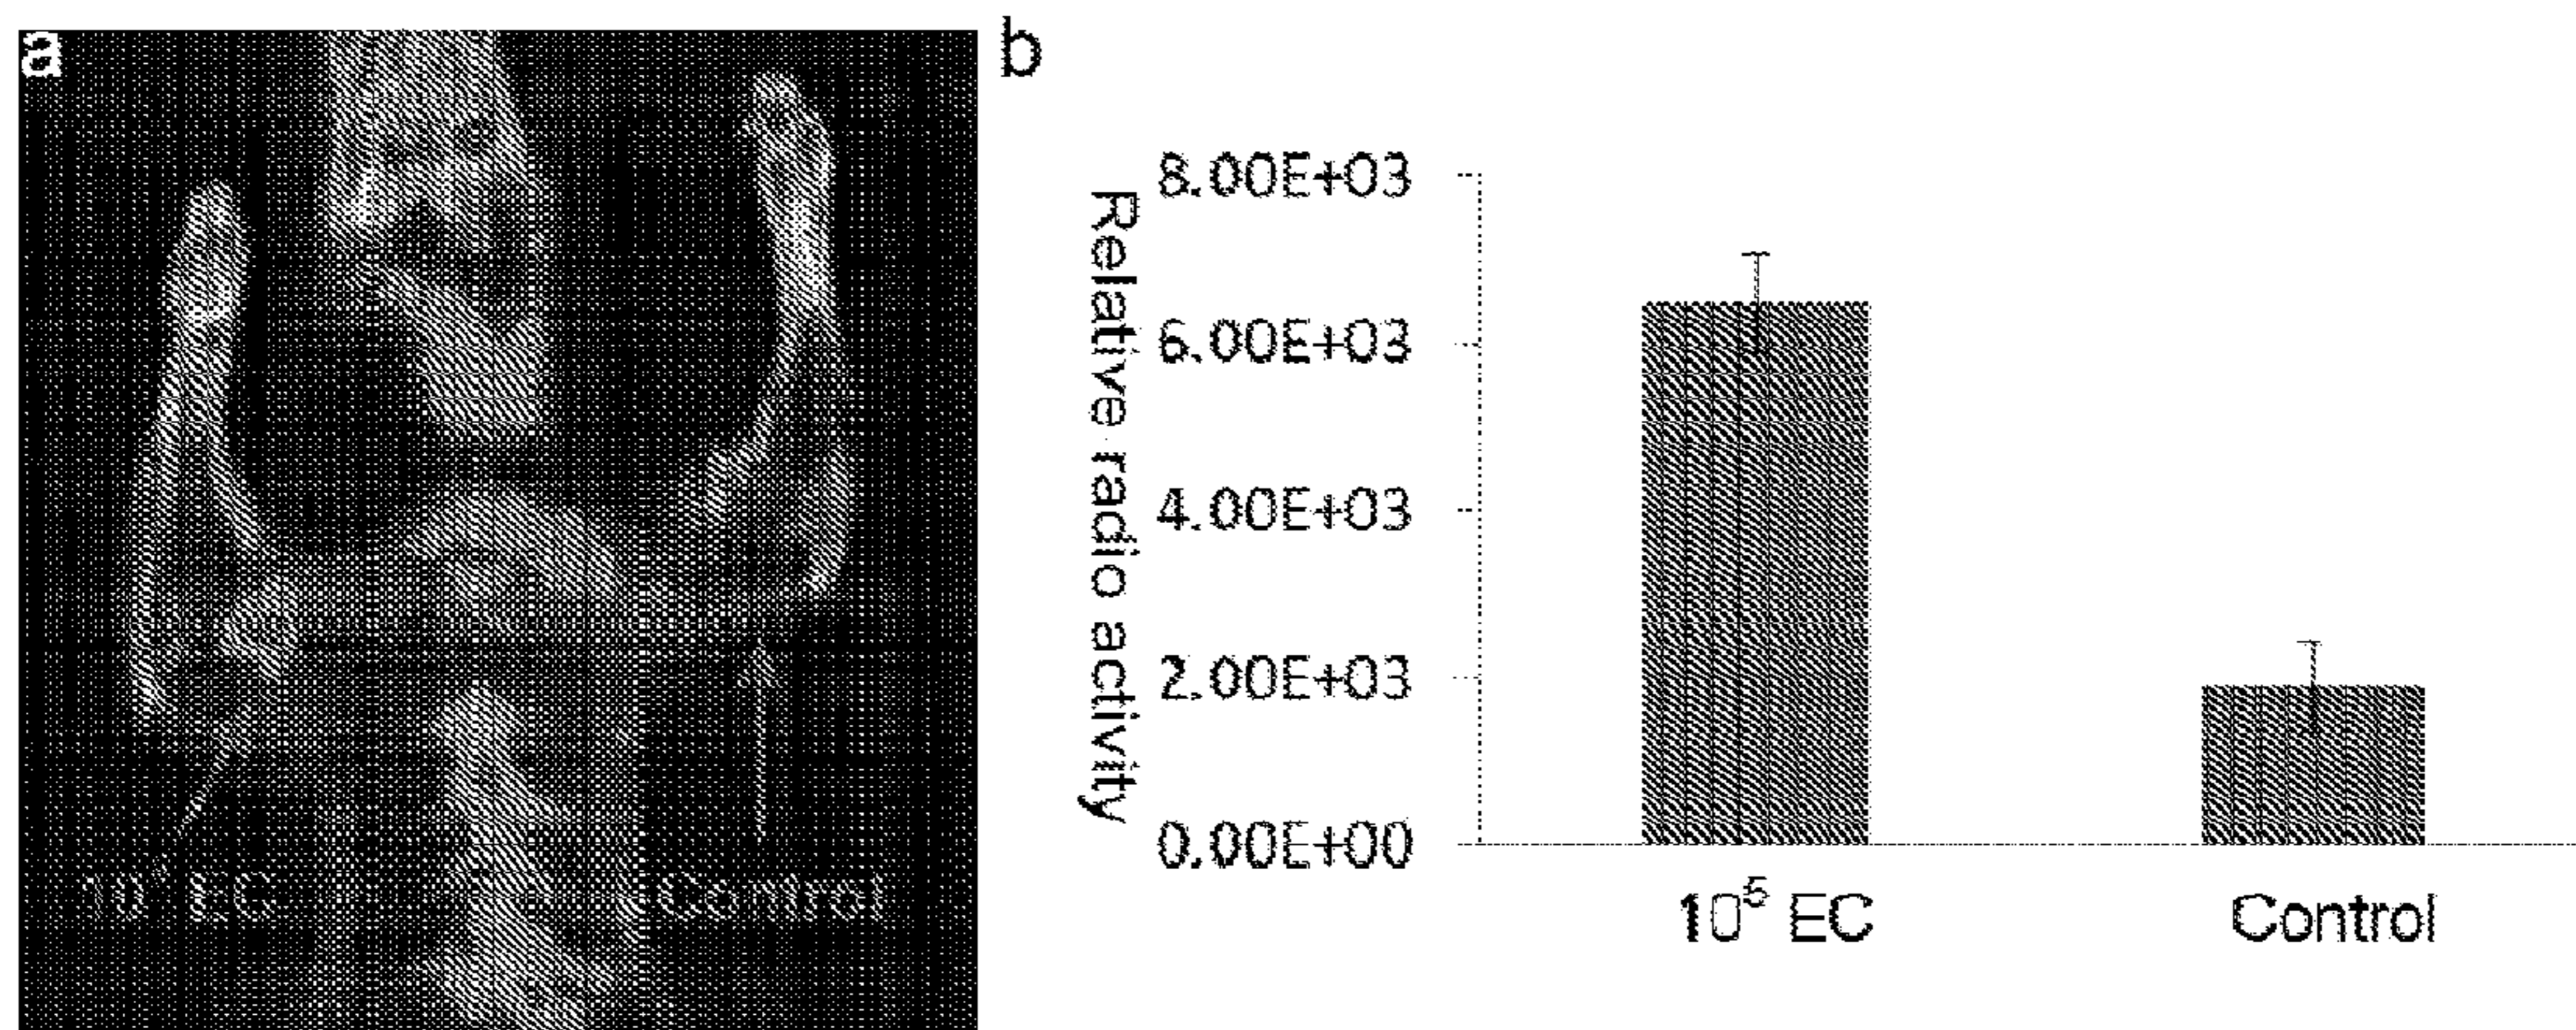 a
b
Relative radio activity
8.00E+03
6.00E+03
4.00E+03
2.00E+03
0.00E+00
10⁵ EC
Control
EC
Control